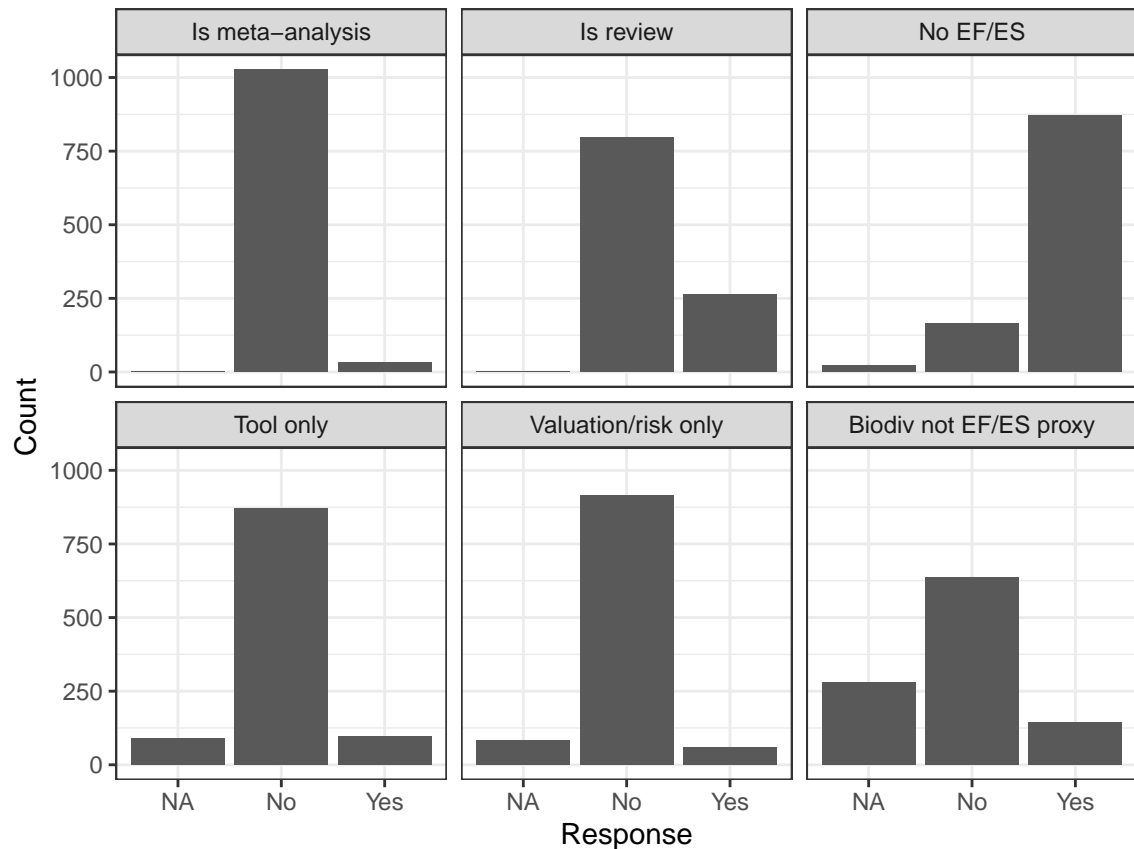 Is meta−analysis
Is review
No EF/ES
1000
750
500
250
0
Tool only
Valuation/risk only
Biodiv not EF/ES proxy
1000
750
500
250
0
NA No Yes
NA No Yes
NA No Yes
Response
Count